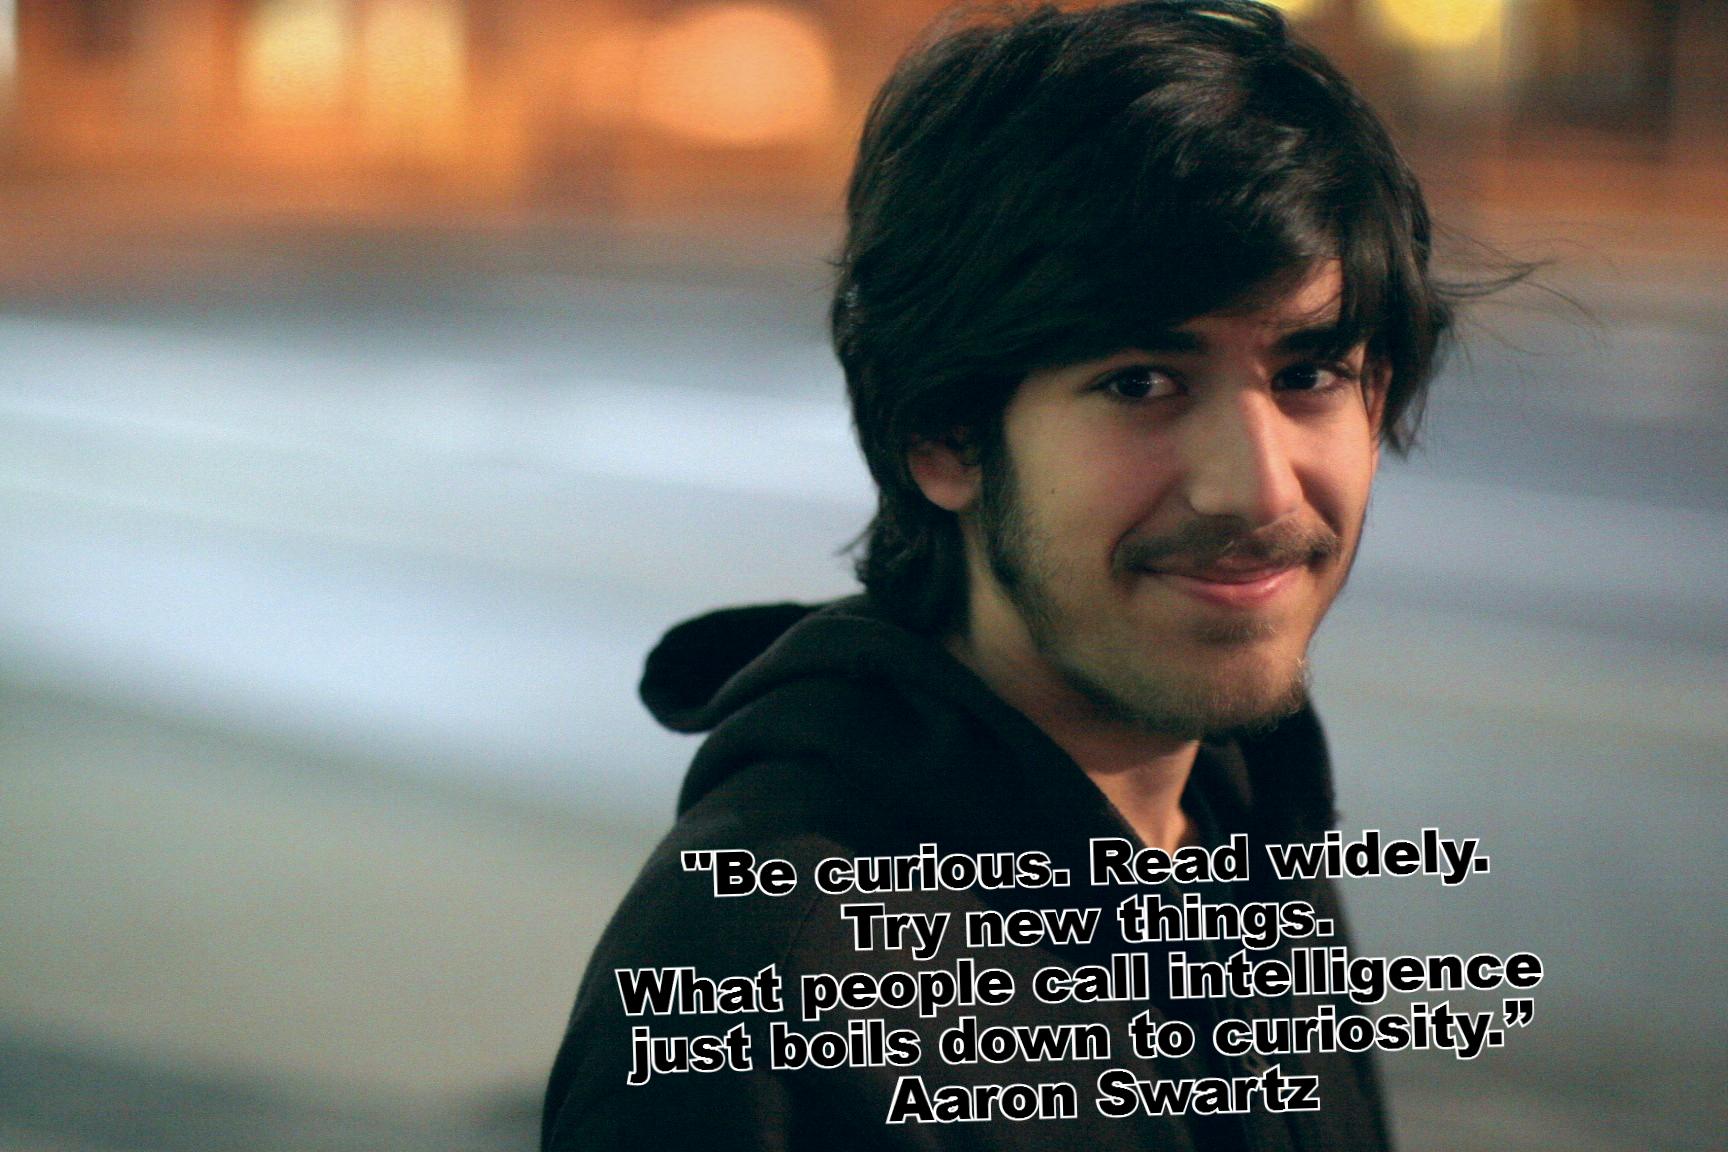 "Be curious. Read widely.
Try new things.
What people call intelligence
just boils down to curiosity.”
Aaron Swartz